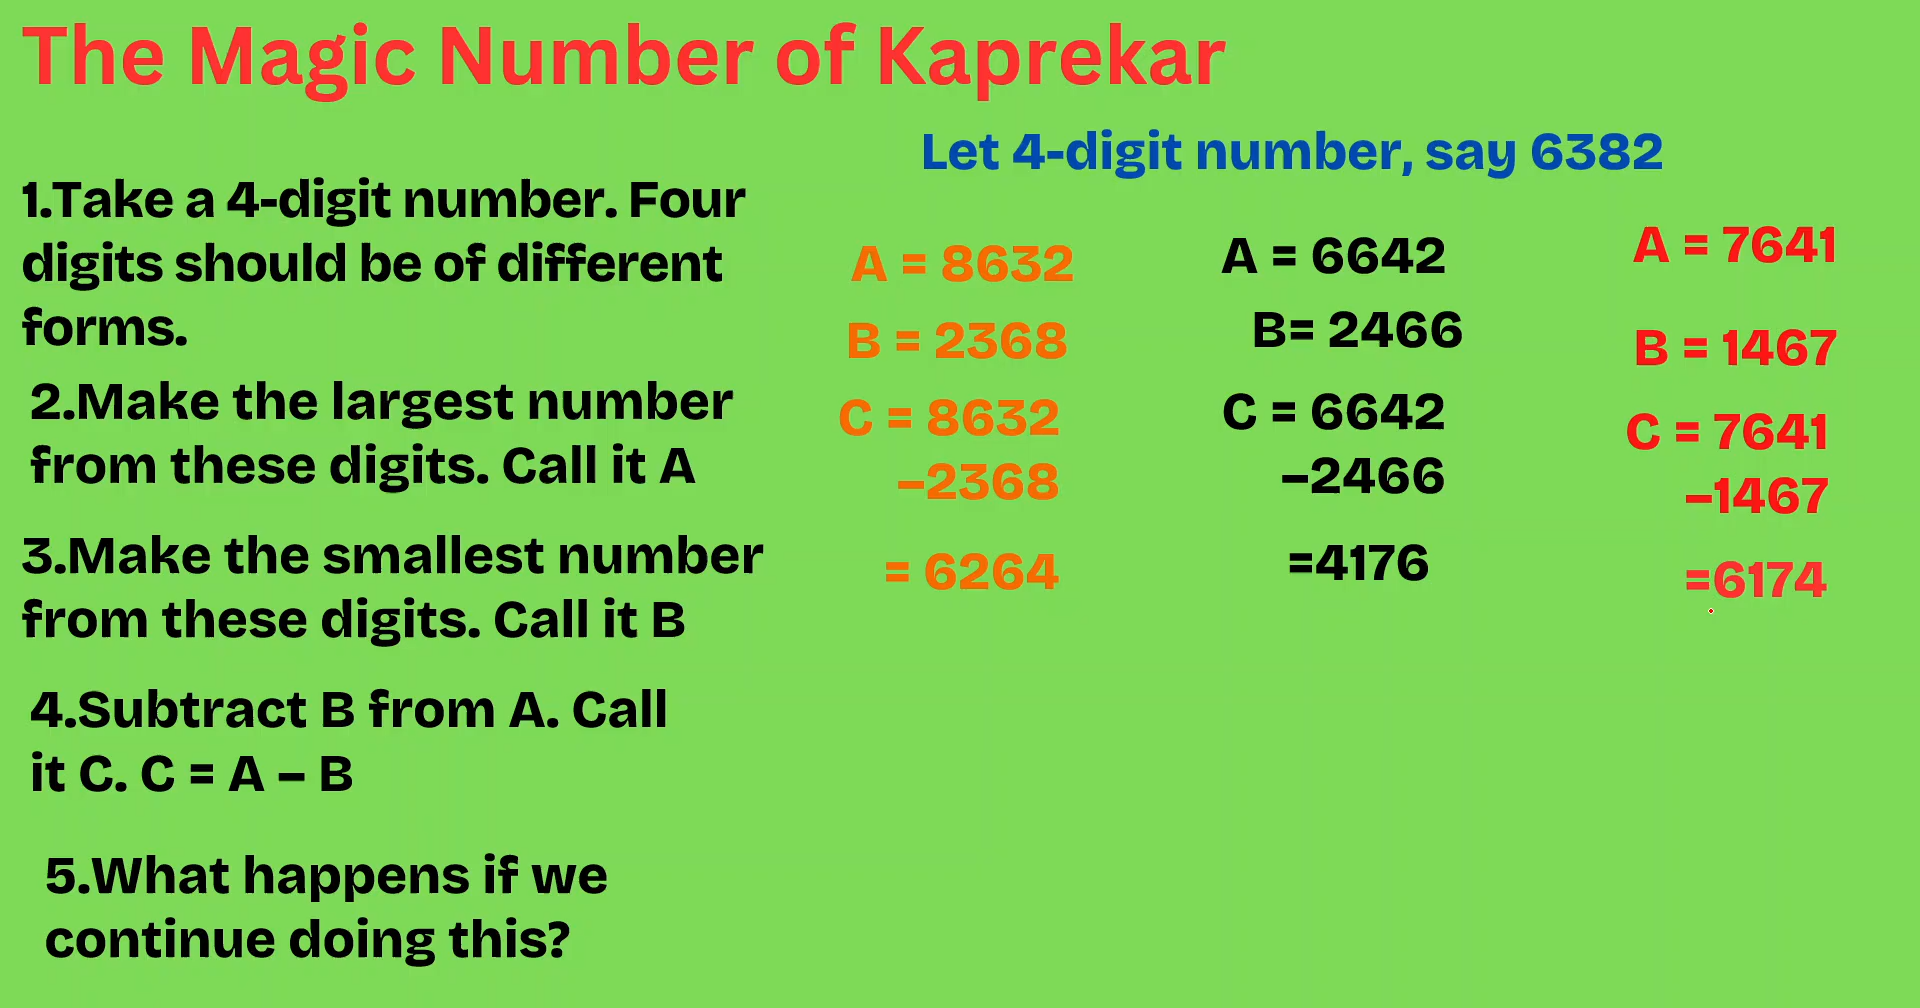 The Magic Number of Kaprekar
Let 4-digit number, say 6382
1.Take a 4-digit number. Four
digits should be of different
forms.
2.Make the largest number
from these digits. Call it A
3.Make the smallest number
from these digits. Call it B
4.Subtract B from A. Call
it C. C = A – B
5.What happens if we
continue doing this?
A = 8632
B = 2368
C = 8632
–2368
= 6264
A = 6642
B= 2466
C = 6642
–2466
=4176
A = 7641
B = 1467
C = 7641
–1467
=6174